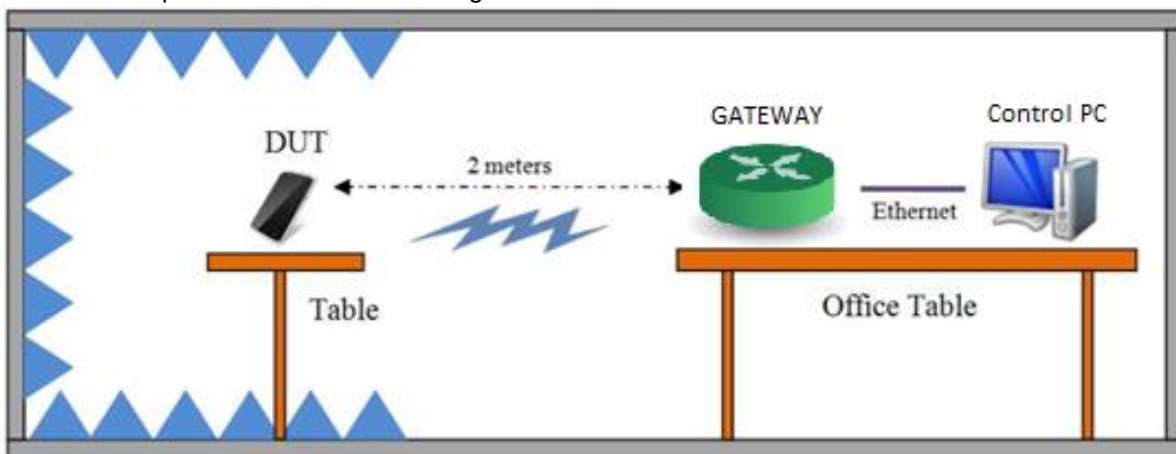 DUT
2 meters
GATEWAY
Control PC
Ethernet
Table
Office Table